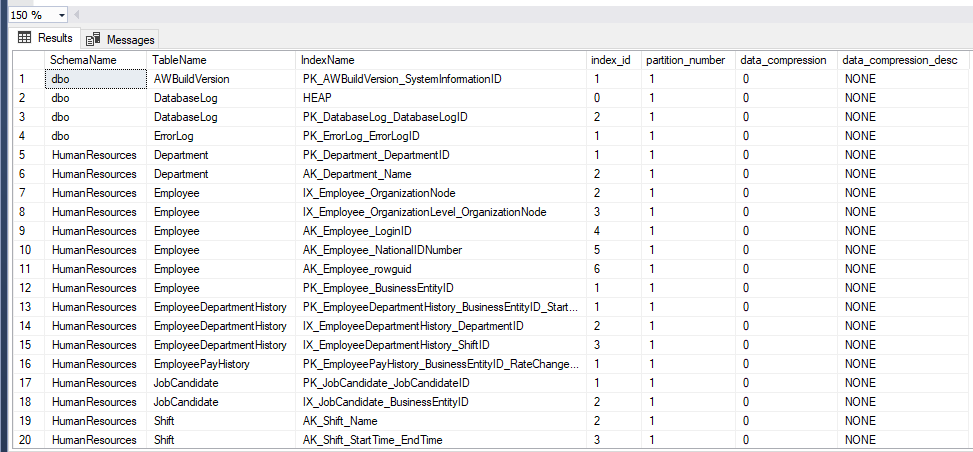 150 %
Results Messages
SchemaName TableName IndexName index_id partition_number data_compression data_compression_desc
1 dbo AWBuildVersion PK_AWBuildVersion_SystemInformationID 1 1 0 NONE
2 dbo DatabaseLog HEAP 0 1 0 NONE
3 dbo DatabaseLog PK_DatabaseLog_DatabaseLogID 2 1 0 NONE
4 dbo ErrorLog PK_ErrorLog_ErrorLogID 1 1 0 NONE
5 HumanResources Department PK_Department_DepartmentID 1 1 0 NONE
6 HumanResources Department AK_Department_Name 2 1 0 NONE
7 HumanResources Employee IX_Employee_OrganizationNode 2 1 0 NONE
8 HumanResources Employee IX_Employee_OrganizationLevel_OrganizationNode 3 1 0 NONE
9 HumanResources Employee AK_Employee_LoginID 4 1 0 NONE
10 HumanResources Employee AK_Employee_NationalIDNumber 5 1 0 NONE
11 HumanResources Employee AK_Employee_rowguid 6 1 0 NONE
12 HumanResources Employee PK_Employee_BusinessEntityID 1 1 0 NONE
13 HumanResources EmployeeDepartmentHistory PK_EmployeeDepartmentHistory_BusinessEntityID_Start... 1 1 0 NONE
14 HumanResources EmployeeDepartmentHistory IX_EmployeeDepartmentHistory_DepartmentID 2 1 0 NONE
15 HumanResources EmployeeDepartmentHistory IX_EmployeeDepartmentHistory_ShiftID 3 1 0 NONE
16 HumanResources EmployeePayHistory PK_EmployeePayHistory_BusinessEntityID_RateChange... 1 1 0 NONE
17 HumanResources JobCandidate PK_JobCandidate_JobCandidateID 1 1 0 NONE
18 HumanResources JobCandidate IX_JobCandidate_BusinessEntityID 2 1 0 NONE
19 HumanResources Shift AK_Shift_Name 2 1 0 NONE
20 HumanResources Shift AK_Shift_StartTime_EndTime 3 1 0 NONE